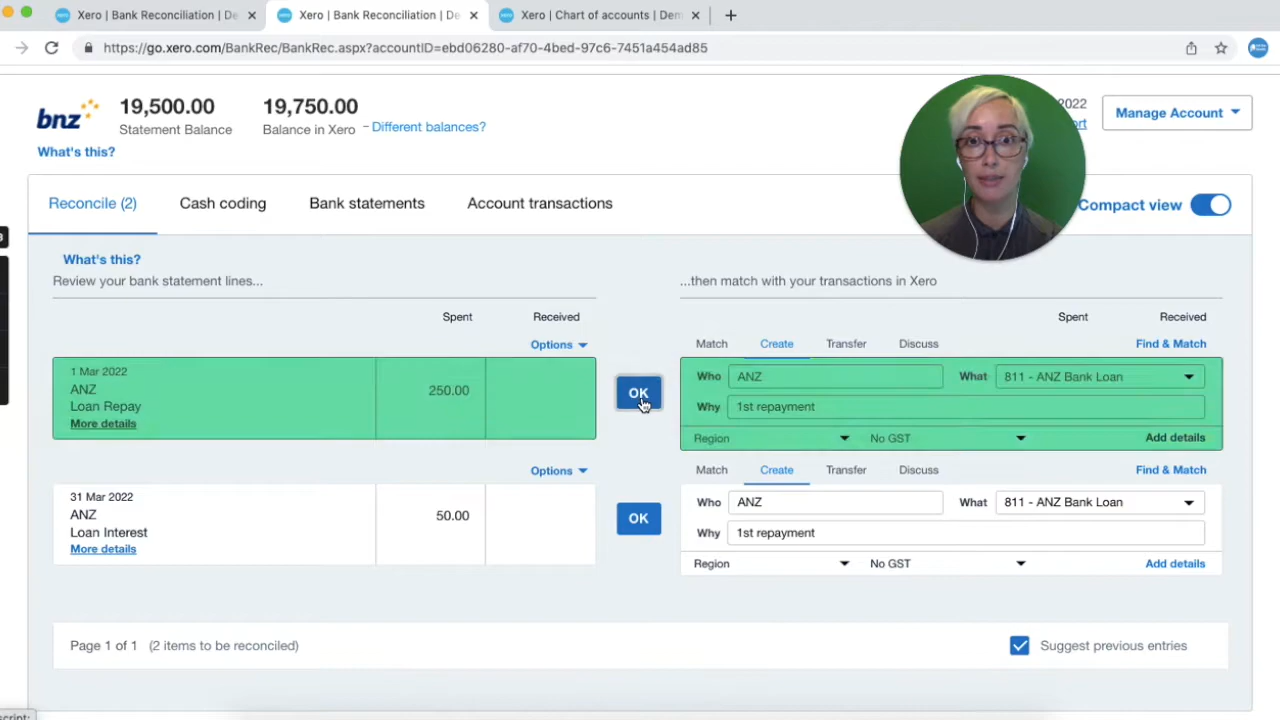 Xero | Bank Reconciliation | De
Xero | Bank Reconciliation | De
Xero | Chart of accounts | Dem
https://go.xero.com/BankRec/BankRec.aspx?accountID=ebd06280-af70-4bed-97c6-7451a454ad85
bnz
19,500.00
Statement Balance
19,750.00
Balance in Xero
Different balances?
2022
ort
Manage Account
What's this?
Reconcile (2)
Cash coding
Bank statements
Account transactions
Compact view
What's this?
Review your bank statement lines...
...then match with your transactions in Xero
Spent
Received
Spent
Received
Options
Match
Create
Transfer
Discuss
Find & Match
1 Mar 2022
ANZ
Loan Repay
More details
250.00
OK
Who
ANZ
What
811 - ANZ Bank Loan
Why
1st repayment
Region
No GST
Add details
Options
Match
Create
Transfer
Discuss
Find & Match
31 Mar 2022
ANZ
Loan Interest
More details
50.00
OK
Who
ANZ
What
811 - ANZ Bank Loan
Why
1st repayment
Region
No GST
Add details
Page 1 of 1 (2 items to be reconciled)
Suggest previous entries